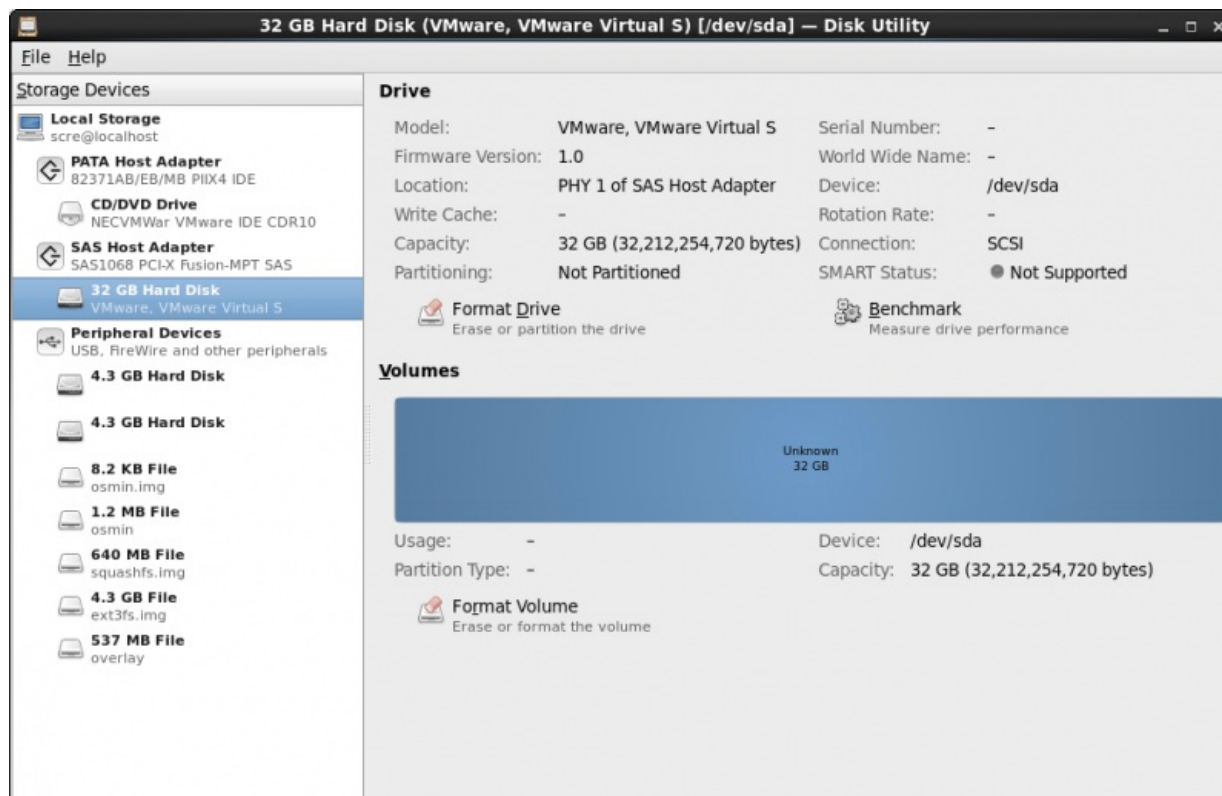 32 GB Hard Disk (VMware, VMware Virtual S) [/dev/sda] — Disk Utility
File Help
Storage Devices
Local Storage
scre@localhost
PATA Host Adapter
82371AB/EB/MB PIIX4 IDE
CD/DVD Drive
NECVMWar VMware IDE CDR10
SAS Host Adapter
SAS1068 PCI-X Fusion-MPT SAS
32 GB Hard Disk
VMware, VMware Virtual S
Peripheral Devices
USB, FireWire and other peripherals
4.3 GB Hard Disk
4.3 GB Hard Disk
8.2 KB File
osmin.img
1.2 MB File
osmin
640 MB File
squashfs.img
4.3 GB File
ext3fs.img
537 MB File
overlay
Drive
Model: VMware, VMware Virtual S Serial Number: –
Firmware Version: 1.0 World Wide Name: –
Location: PHY 1 of SAS Host Adapter Device: /dev/sda
Write Cache: – Rotation Rate: –
Capacity: 32 GB (32,212,254,720 bytes) Connection: SCSI
Partitioning: Not Partitioned SMART Status: Not Supported
Format Drive Benchmark
Erase or partition the drive Measure drive performance
Volumes
Unknown
32 GB
Usage: – Device: /dev/sda
Partition Type: – Capacity: 32 GB (32,212,254,720 bytes)
Format Volume
Erase or format the volume